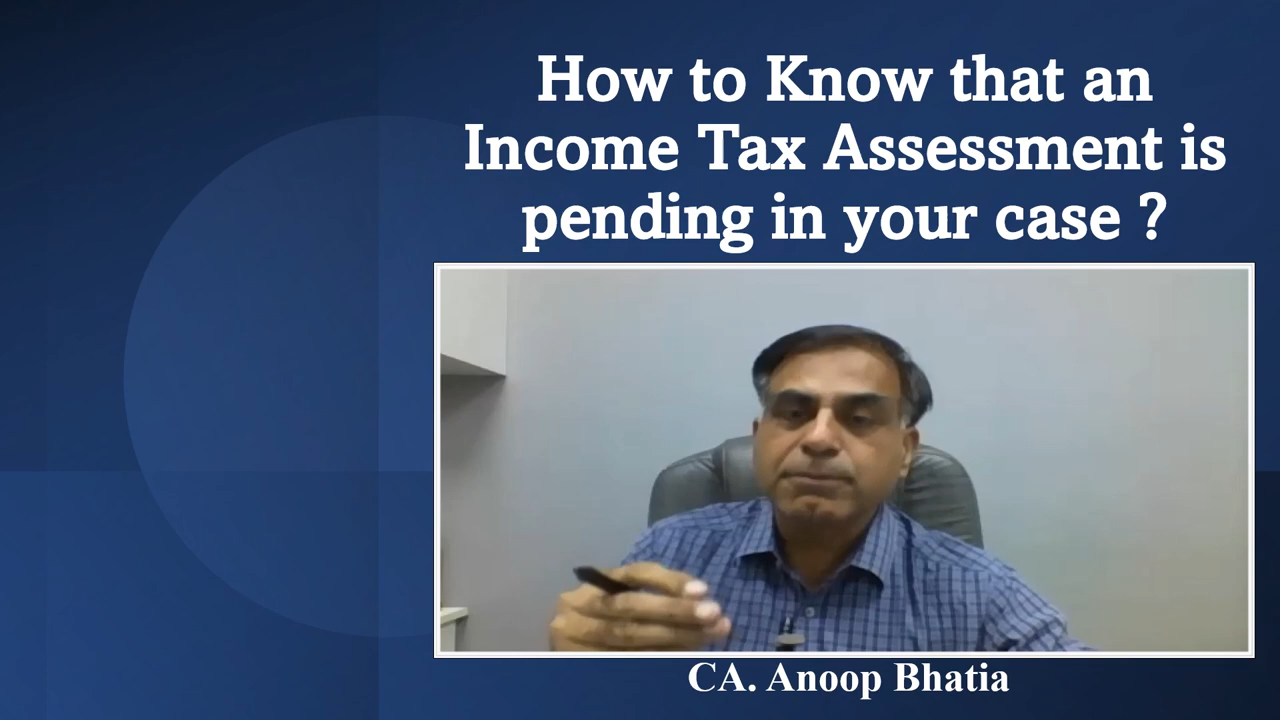 How to Know that an
Income Tax Assessment is
pending in your case ?
CA. Anoop Bhatia